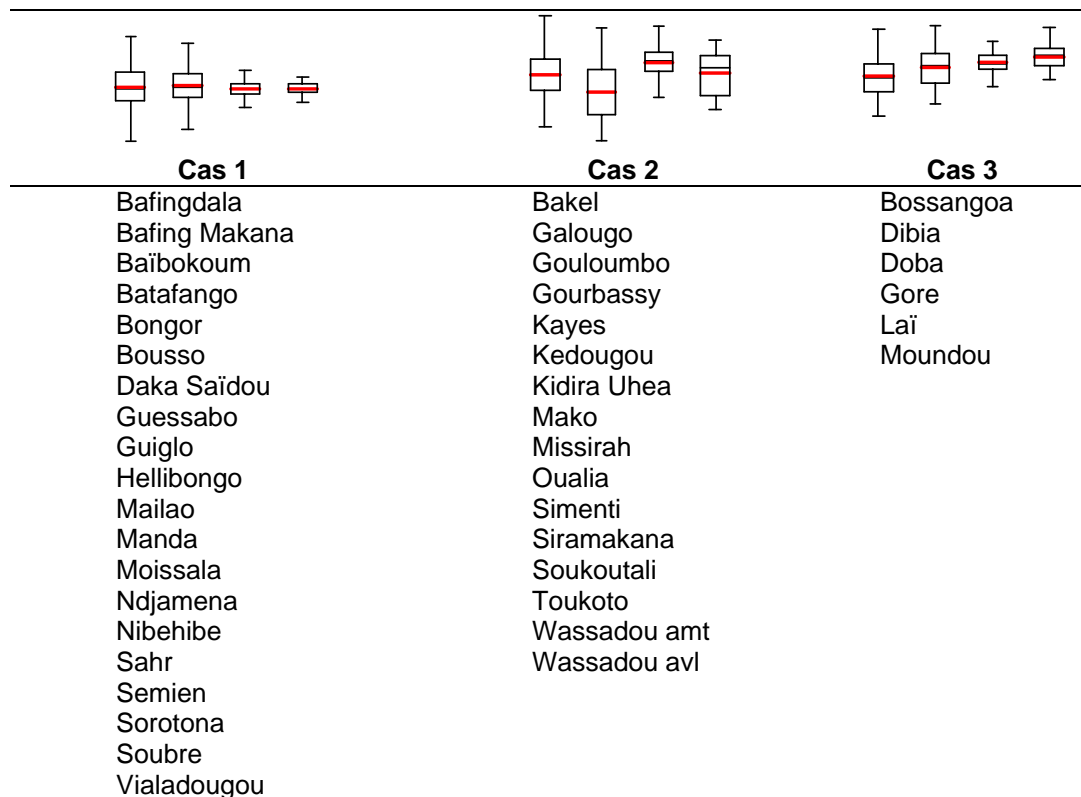 Cas 1 Cas 2 Cas 3
Bafingdala Bakel Bossangoa
Bafing Makana Galougo Dibia
Baïbokoum Gouloumbo Doba
Batafango Gourbassy Gore
Bongor Kayes Laï
Bousso Kedougou Moundou
Daka Saïdou Kidira Uhea
Guessabo Mako
Guiglo Missirah
Hellibongo Oualia
Mailao Simenti
Manda Siramakana
Moissala Soukoutali
Ndjamena Toukoto
Nibehibe Wassadou amt
Sahr Wassadou avl
Semien
Sorotona
Soubre
Vialadougou